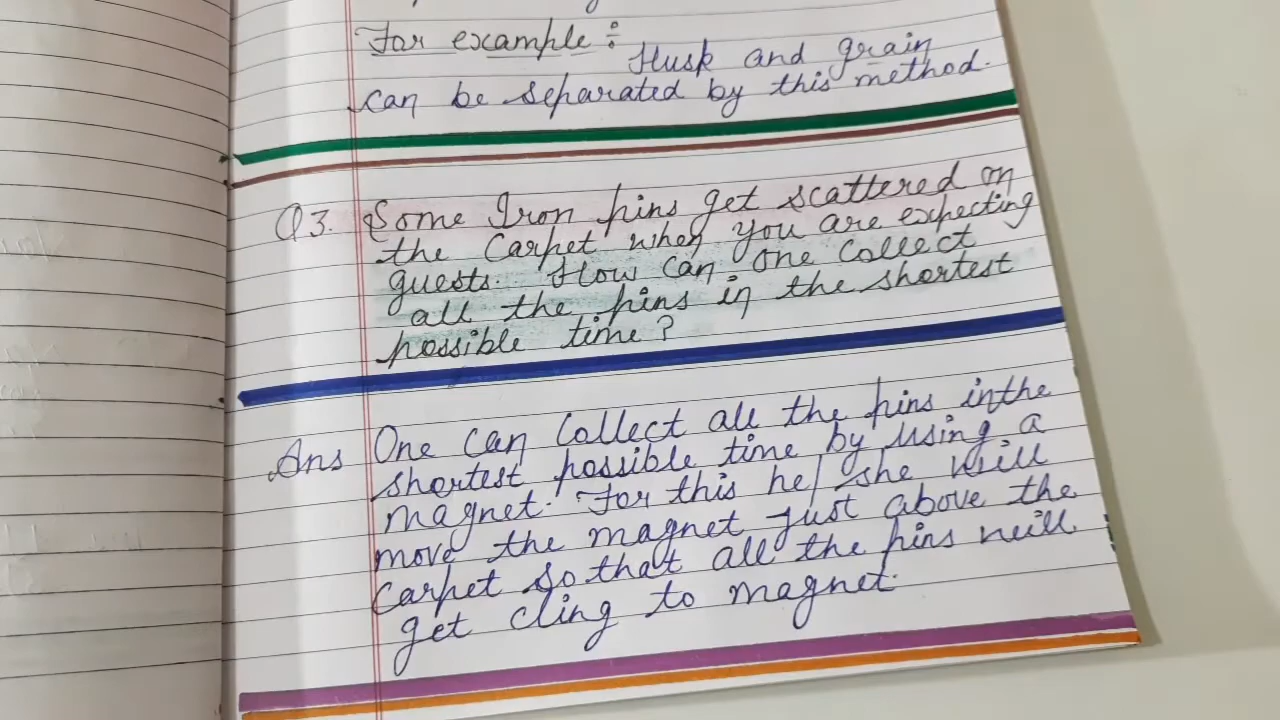 For example :
Husk and grain
can be separated by this method.
Q3. Some Iron pins get scattered on
the carpet when you are expecting
guests. How can one collect
all the pins in the shortest
possible time?
Ans One can collect all the pins inthe
shortest possible time by using a
magnet. For this he/she will
move the magnet just above the
carpet so that all the pins will
get cling to magnet.